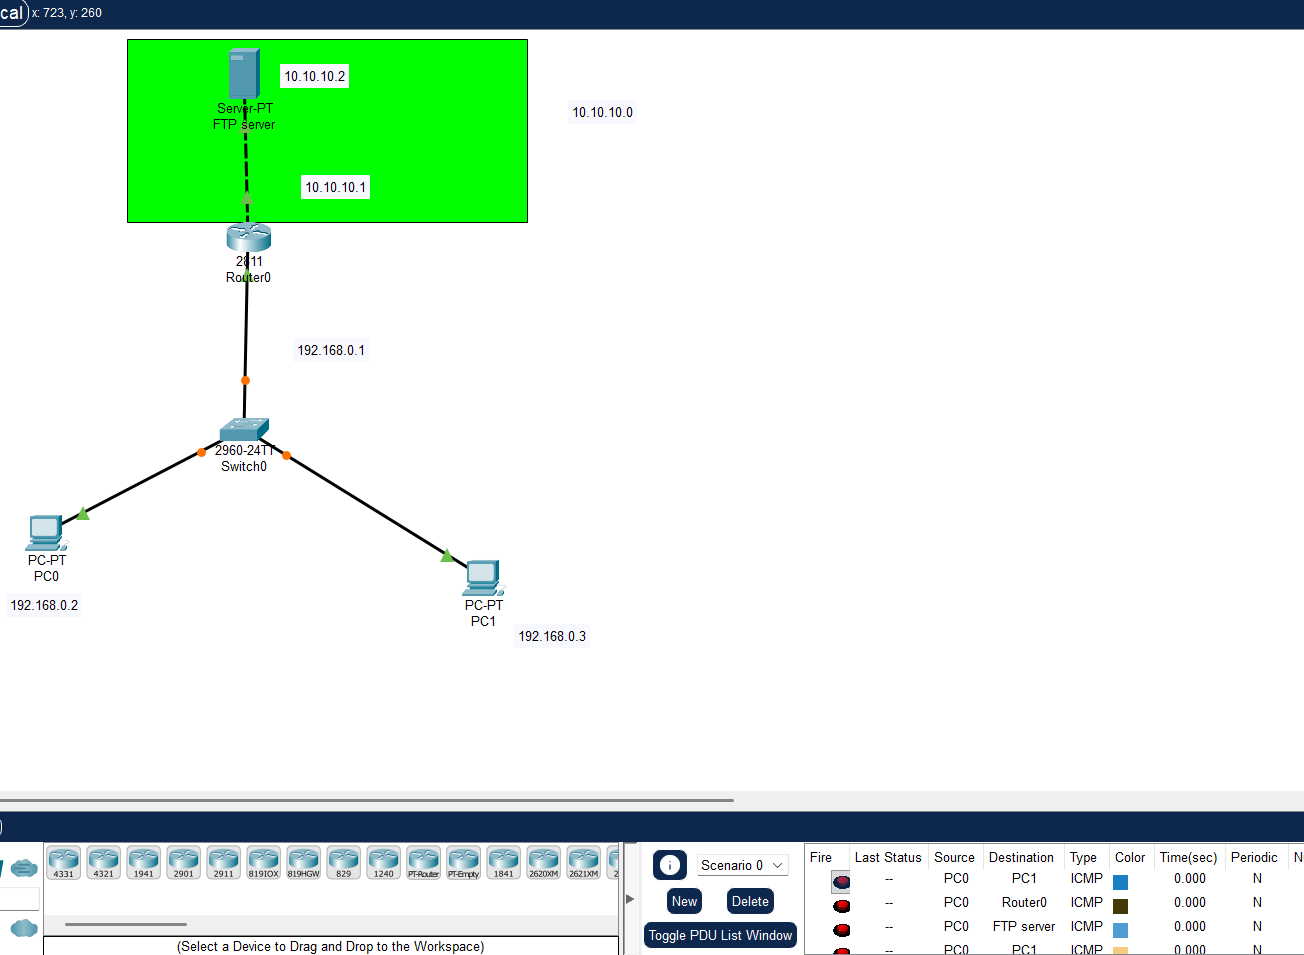 cal x: 723, y: 260
10.10.10.2
Server-PT
FTP server
10.10.10.0
10.10.10.1
2811
Router0
192.168.0.1
2960-24TT
Switch0
PC-PT
PC0
192.168.0.2
PC-PT
PC1
192.168.0.3
4331
4321
1941
2901
2911
819IOX
819HGW
829
1240
PT-Router
PT-Empty
1841
2620XM
2621XM
2
(Select a Device to Drag and Drop to the Workspace)
i
Scenario 0
New
Delete
Toggle PDU List Window
Fire Last Status Source Destination Type Color Time(sec) Periodic N
-- PC0 PC1 ICMP 0.000 N
-- PC0 Router0 ICMP 0.000 N
-- PC0 FTP server ICMP 0.000 N
-- PC0 PC1 ICMP 0.000 N